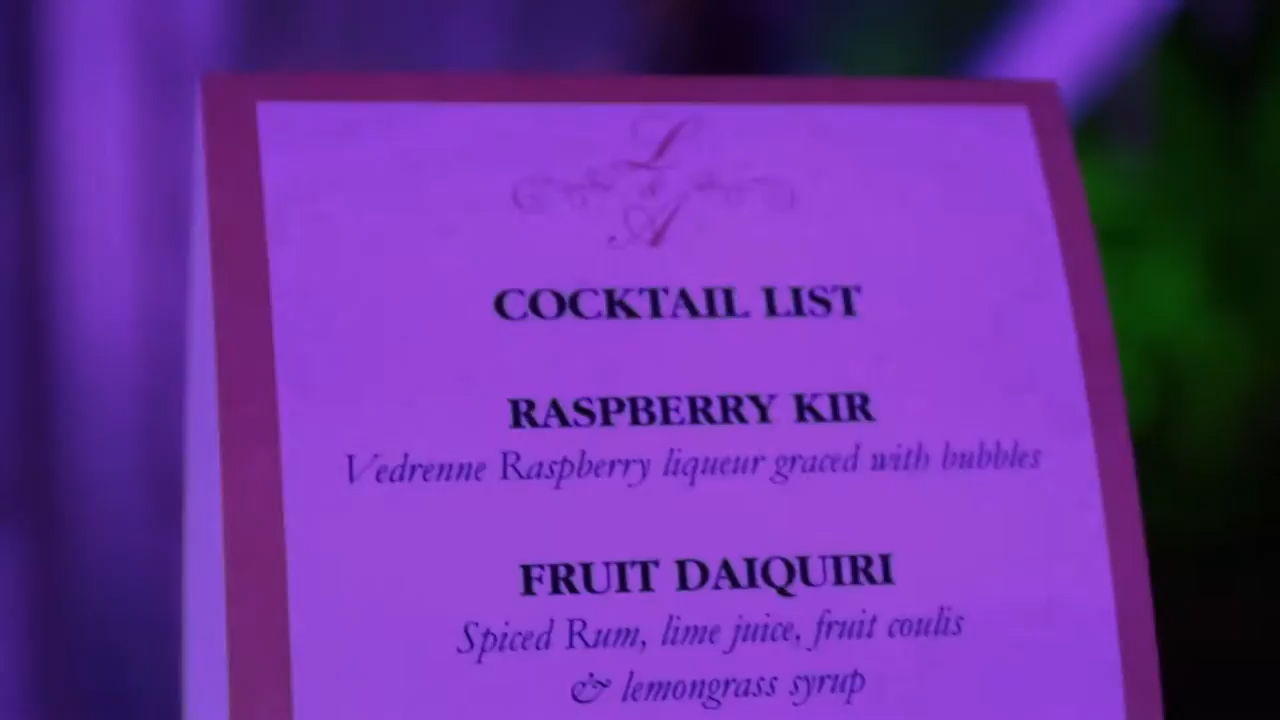 L
&
A
COCKTAIL LIST
RASPBERRY KIR
Vedrenne Raspberry liqueur graced with bubbles
FRUIT DAIQUIRI
Spiced Rum, lime juice, fruit coulis
& lemongrass syrup